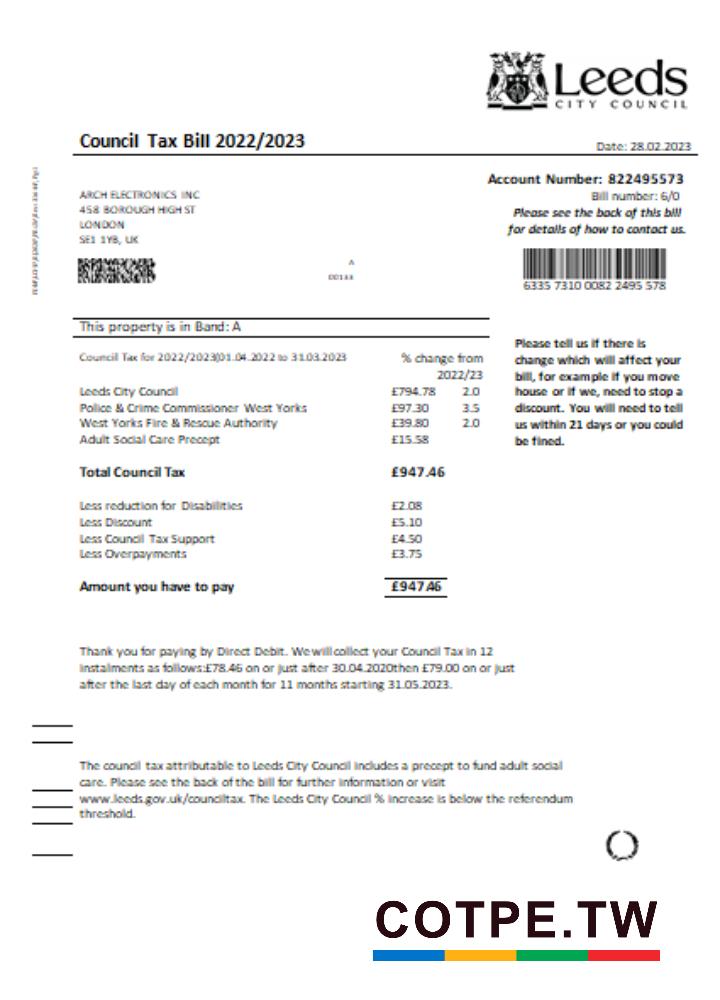 Leeds
CITY COUNCIL
Council Tax Bill 2022/2023
Date: 28.02.2023
Account Number: 822495573
Bill number: 6/0
Please see the back of this bill
for details of how to contact us.
ARCH ELECTRONICS INC
458 BOROUGH HIGH ST
LONDON
SE1 1YB, UK
A
00133
6335 7310 0082 2495 578
This property is in Band: A
Council Tax for 2022/2023(01.04.2022 to 31.03.2023 % change from
2022/23
Leeds City Council £794.78 2.0
Police & Crime Commissioner West Yorks £97.30 3.5
West Yorks Fire & Rescue Authority £39.80 2.0
Adult Social Care Precept £15.58
Total Council Tax £947.46
Less reduction for Disabilities £2.08
Less Discount £5.10
Less Council Tax Support £4.50
Less Overpayments £3.75
Amount you have to pay £947.46
Please tell us if there is
change which will affect your
bill, for example if you move
house or if we, need to stop a
discount. You will need to tell
us within 21 days or you could
be fined.
Thank you for paying by Direct Debit. We will collect your Council Tax in 12
instalments as follows:£78.46 on or just after 30.04.2020then £79.00 on or just
after the last day of each month for 11 months starting 31.05.2023.
The council tax attributable to Leeds City Council includes a precept to fund adult social
care. Please see the back of the bill for further information or visit
www.leeds.gov.uk/counciltax. The Leeds City Council % increase is below the referendum
threshold.
COTPE.TW